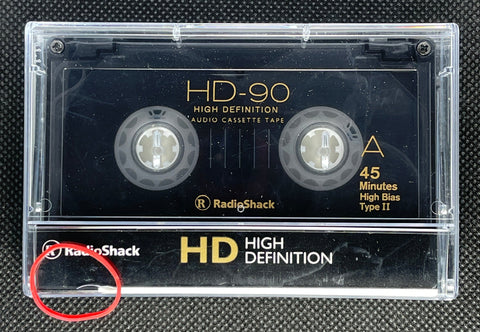 HD-90
HIGH DEFINITION
AUDIO CASSETTE TAPE
A
45
Minutes
High Bias
Type II
R RadioShack
R RadioShack
HD HIGH
DEFINITION